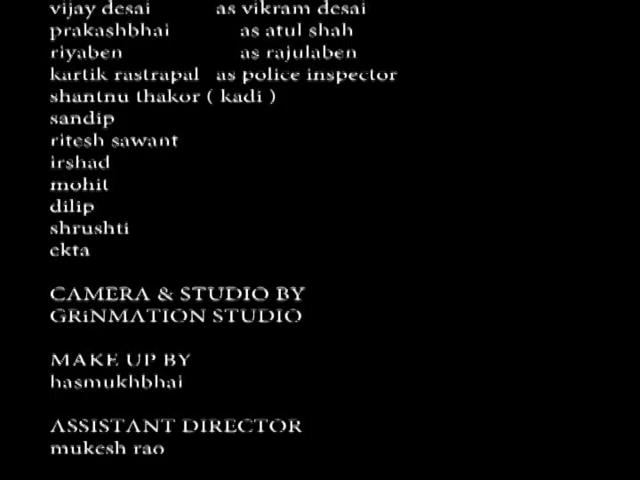 vijay desai as vikram desai
prakashbhai as atul shah
riyaben as rajulaben
kartik rastrapal as police inspector
shantnu thakor ( kadi )
sandip
ritesh sawant
irshad
mohit
dilip
shrushti
ekta
CAMERA & STUDIO BY
GRiNMATION STUDIO
MAKE UP BY
hasmukhbhai
ASSISTANT DIRECTOR
mukesh rao